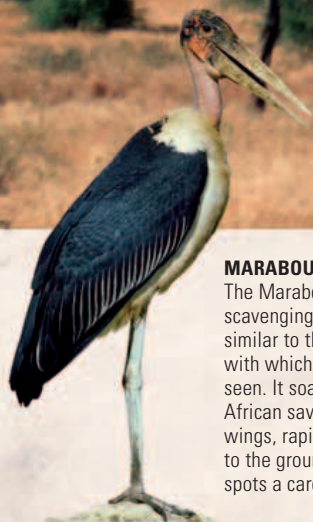 MARABOU
The Marabou
scavenging
similar to th
with which
seen. It soa
African sav
wings, rapi
to the groun
spots a carc